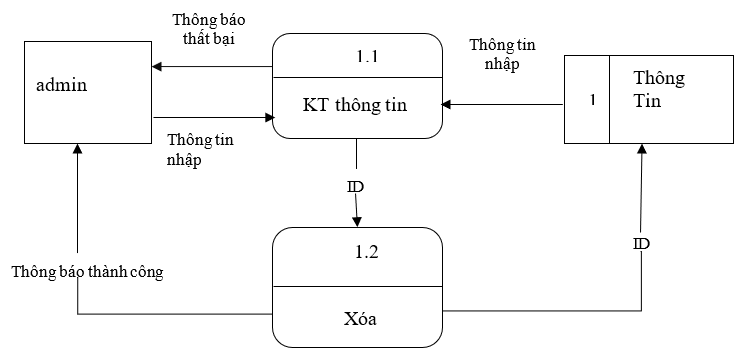 Thông báo
thất bại
1.1
Thông tin
nhập
admin
KT thông tin
1
Thông
Tin
Thông tin
nhập
ID
1.2
ID
Thông báo thành công
Xóa